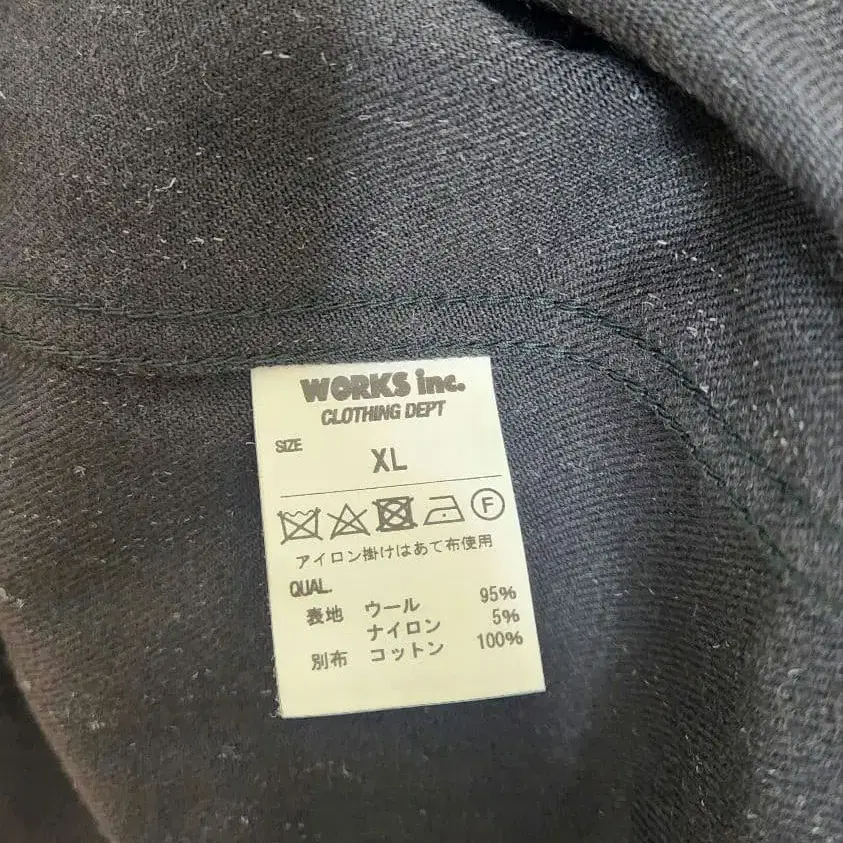 WORKS inc.
CLOTHING DEPT
SIZE
XL
F
アイロン掛けはあて布使用
QUAL.
表地 ウール 95%
ナイロン 5%
別布 コットン 100%